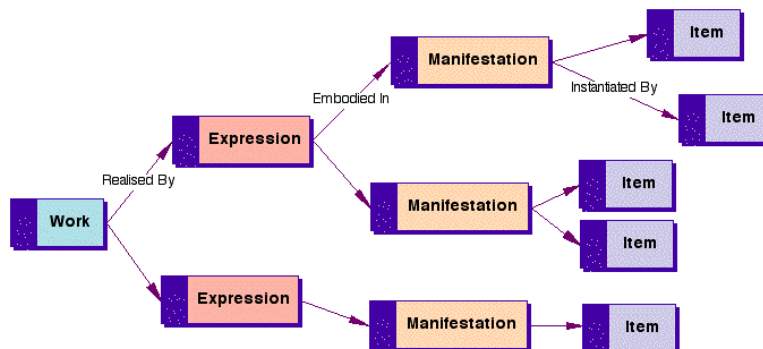 Item
Manifestation
Embodied In
Instantiated By
Item
Expression
Realised By
Item
Manifestation
Work
Item
Expression
Manifestation
Item